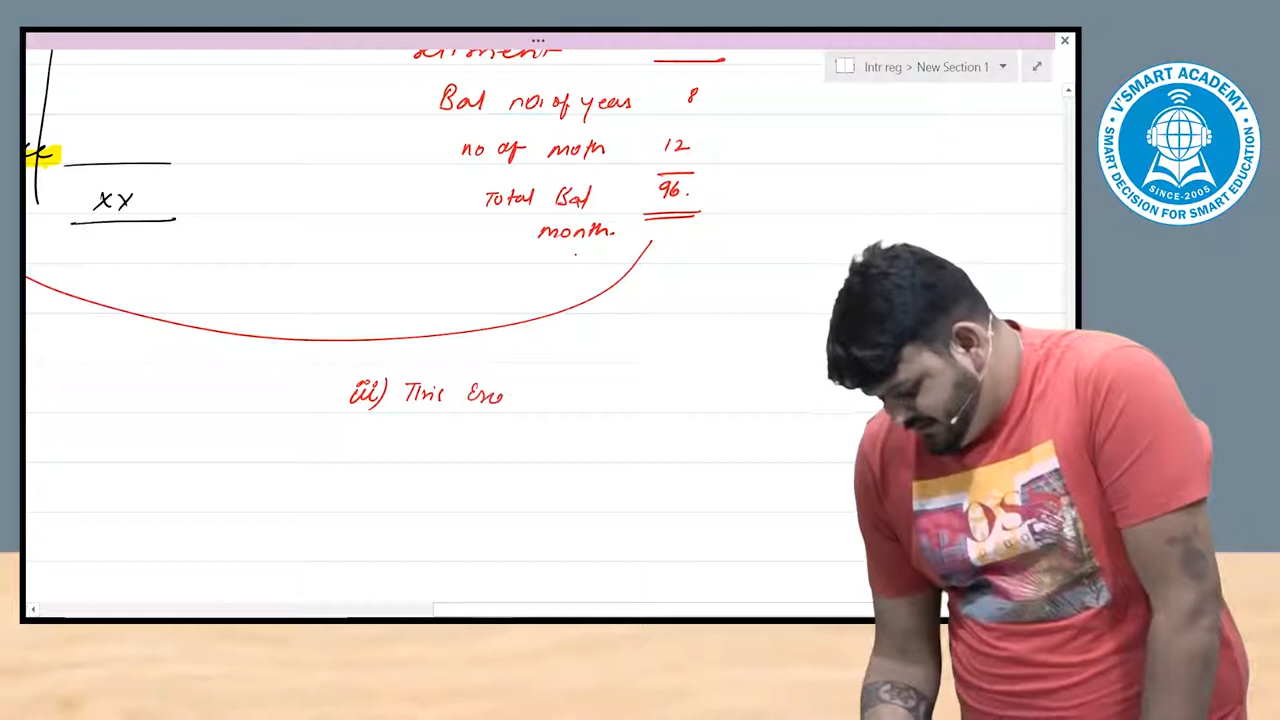 Intr reg > New Section 1
Bal no. of years 8
no of moth 12
Total Bal 96.
month.
xx
iii) This Exe
V'SMART ACADEMY
SINCE-2005
SMART DECISION FOR SMART EDUCATION